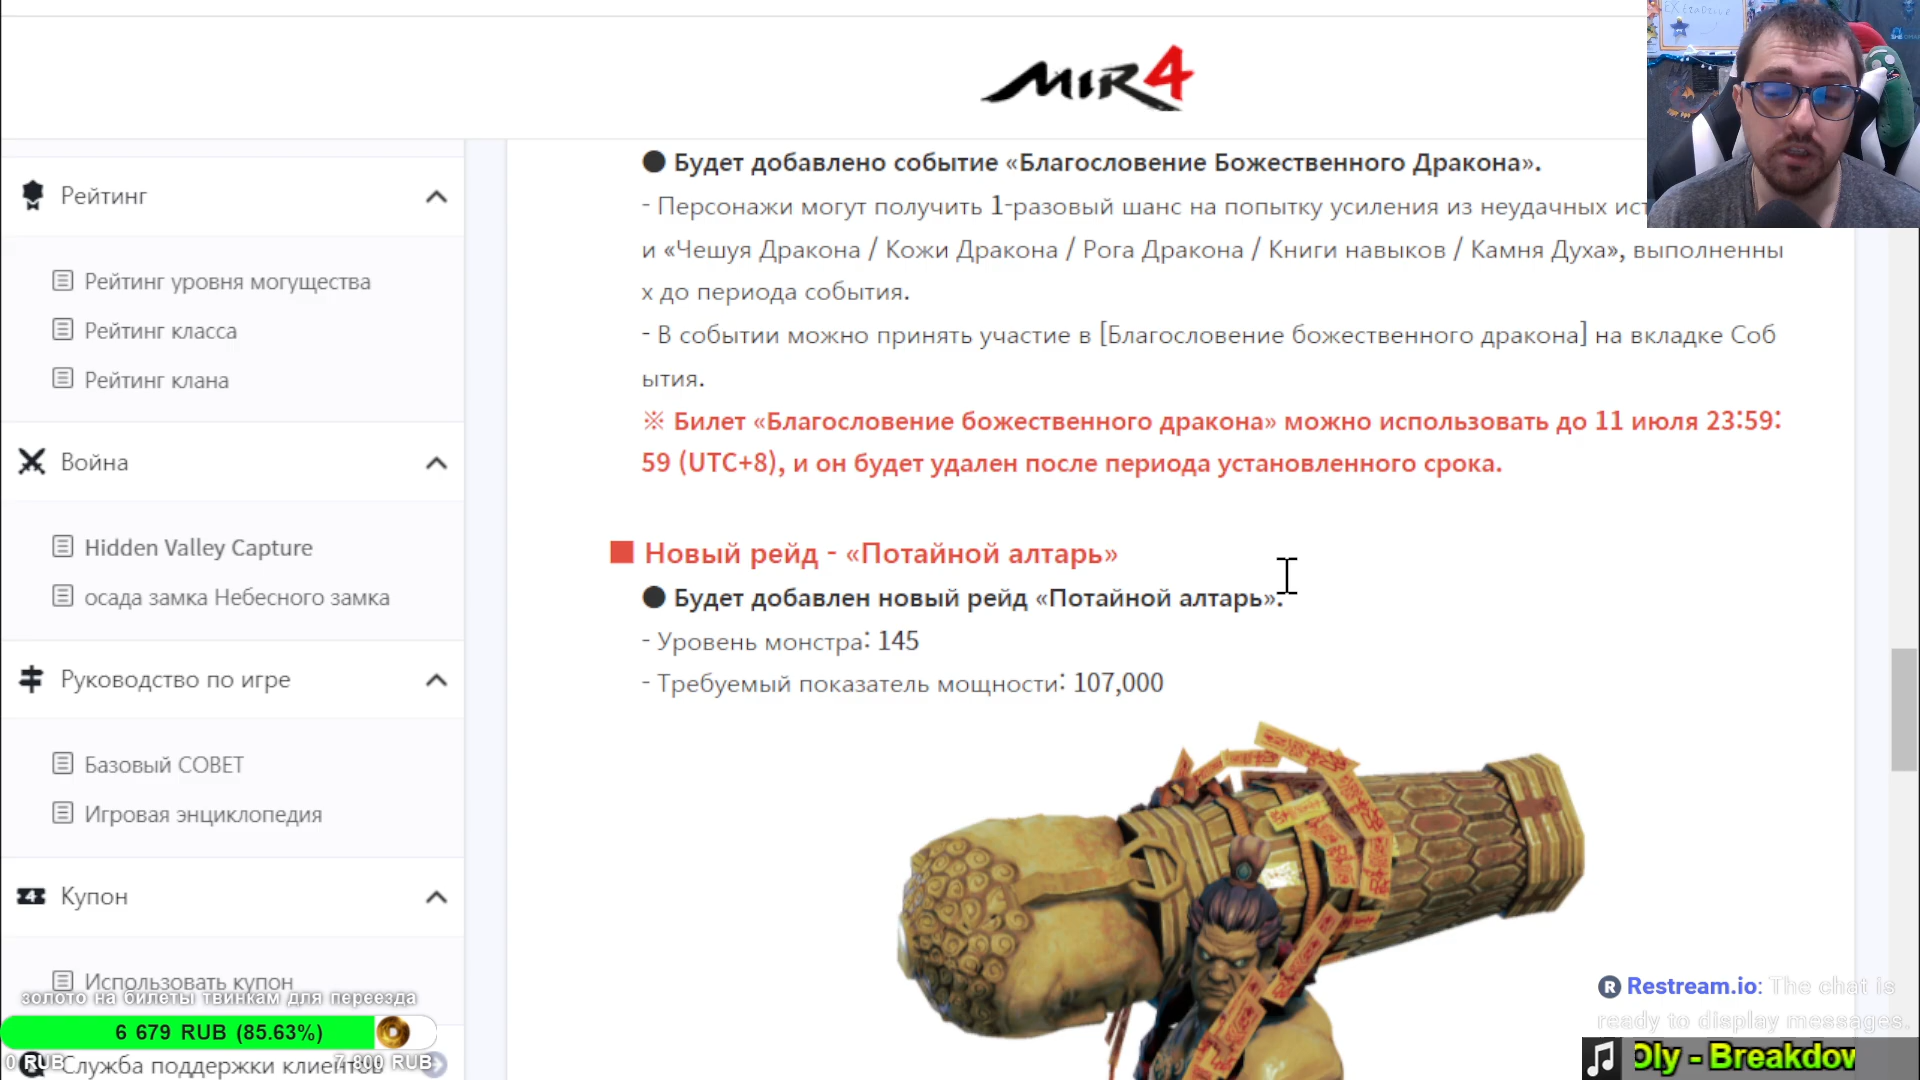 MIR4
EXtraDrive
Рейтинг
Рейтинг уровня могущества
Рейтинг класса
Рейтинг клана
Война
Hidden Valley Capture
осада замка Небесного замка
Руководство по игре
Базовый СОВЕТ
Игровая энциклопедия
Купон
Использовать купон
золото на билеты твинкам для переезда
6 679 RUB (85.63%)
0 RUB
7 800 RUB
Служба поддержки клиентов
● Будет добавлено событие «Благословение Божественного Дракона».
- Персонажи могут получить 1-разовый шанс на попытку усиления из неудачных ист
и «Чешуя Дракона / Кожи Дракона / Рога Дракона / Книги навыков / Камня Духа», выполненны
х до периода события.
- В событии можно принять участие в [Благословение божественного дракона] на вкладке Соб
ытия.
※ Билет «Благословение божественного дракона» можно использовать до 11 июля 23:59:
59 (UTC+8), и он будет удален после периода установленного срока.
■ Новый рейд - «Потайной алтарь»
● Будет добавлен новый рейд «Потайной алтарь».
- Уровень монстра: 145
- Требуемый показатель мощности: 107,000
Restream.io: The chat is
ready to display messages.
Oly - Breakdov